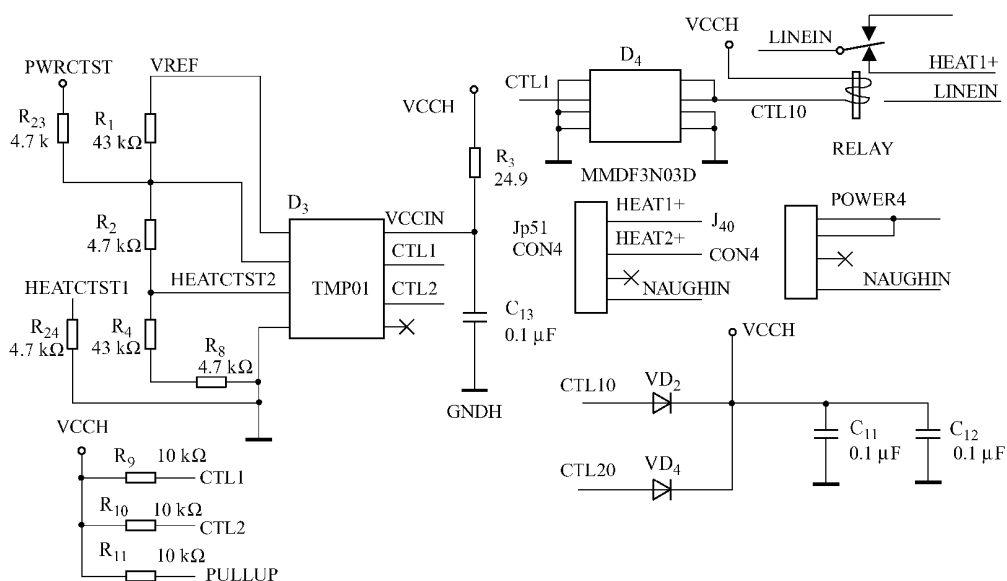 PWRCTST
VREF
R23
4.7 k
R1
43 kΩ
R2
4.7 kΩ
HEATCTST1
HEATCTST2
R24
4.7 kΩ
R4
43 kΩ
R8
4.7 kΩ
D3
TMP01
VCCIN
CTL1
CTL2
VCCH
R3
24.9
C13
0.1 μF
GNDH
VCCH
R9 10 kΩ
CTL1
R10 10 kΩ
CTL2
R11 10 kΩ
PULLUP
CTL1
D4
MMDF3N03D
VCCH
LINEIN
HEAT1+
LINEIN
CTL10
RELAY
Jp51
CON4
HEAT1+
HEAT2+
NAUGHIN
J40
CON4
POWER4
NAUGHIN
VCCH
CTL10
VD2
CTL20
VD4
C11
0.1 μF
C12
0.1 μF